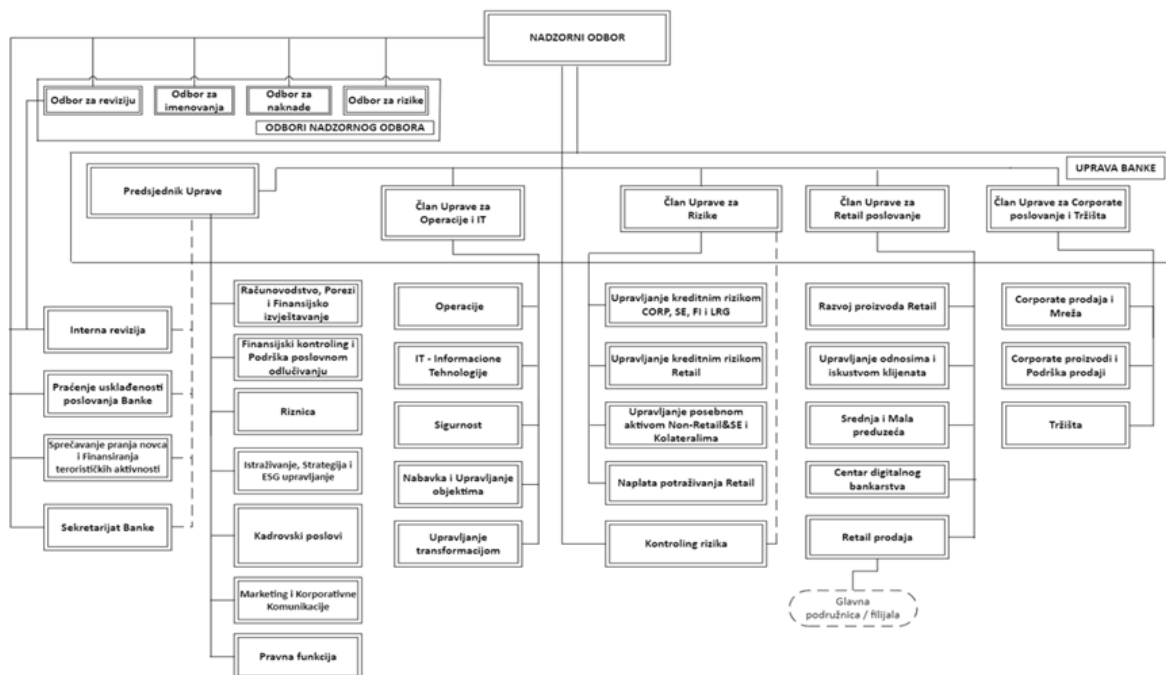 NADZORNI ODBOR
Odbor za reviziju
Odbor za
imenovanja
Odbor za
naknade
Odbor za rizike
ODBORI NADZORNOG ODBORA
UPRAVA BANKE
Predsjednik Uprave
Član Uprave za
Operacije i IT
Član Uprave za
Rizike
Član Uprave za
Retail poslovanje
Član Uprave za Corporate
poslovanje i Tržišta
Interna revizija
Praćenje usklađenosti
poslovanja Banke
Sprečavanje pranja novca
i Finansiranja
terorističkih aktivnosti
Sekretarijat Banke
Računovodstvo, Porezi
i Finansijsko
izvještavanje
Finansijski kontroling i
Podrška poslovnom
odlučivanju
Riznica
Istraživanje, Strategija i
ESG upravljanje
Kadrovski poslovi
Marketing i Korporativne
Komunikacije
Pravna funkcija
Operacije
IT - Informacione
Tehnologije
Sigurnost
Nabavka i Upravljanje
objektima
Upravljanje
transformacijom
Upravljanje kreditnim rizikom
CORP, SE, FI i LRG
Upravljanje kreditnim rizikom
Retail
Upravljanje posebnom
aktivom Non-Retail&SE i
Kolateralima
Naplata potraživanja Retail
Kontroling rizika
Razvoj proizvoda Retail
Upravljanje odnosima i
iskustvom klijenata
Srednja i Mala
preduzeća
Centar digitalnog
bankarstva
Retail prodaja
Glavna
podružnica / filijala
Corporate prodaja i
Mreža
Corporate proizvodi i
Podrška prodaji
Tržišta